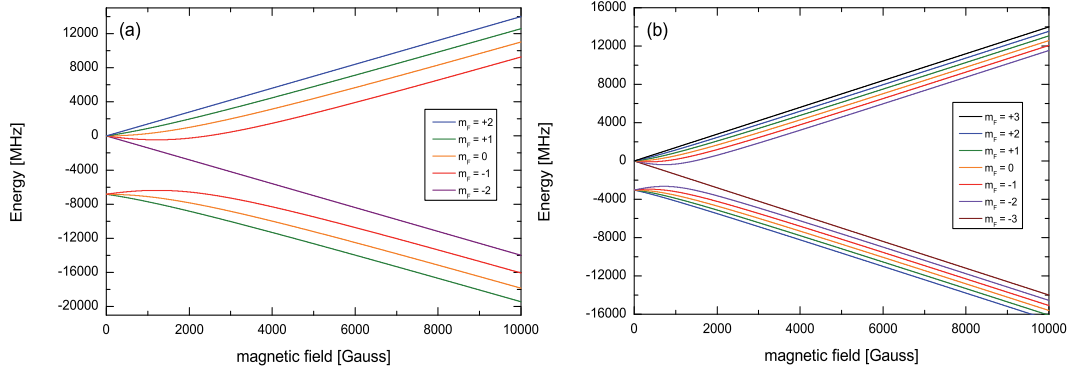 (a)
Energy [MHz]
12000
8000
4000
0
-4000
-8000
-12000
-16000
-20000
0
2000
4000
6000
8000
10000
magnetic field [Gauss]
m_F = +2
m_F = +1
m_F = 0
m_F = -1
m_F = -2
(b)
Energy [MHz]
16000
12000
8000
4000
0
-4000
-8000
-12000
-16000
0
2000
4000
6000
8000
10000
magnetic field [Gauss]
m_F = +3
m_F = +2
m_F = +1
m_F = 0
m_F = -1
m_F = -2
m_F = -3